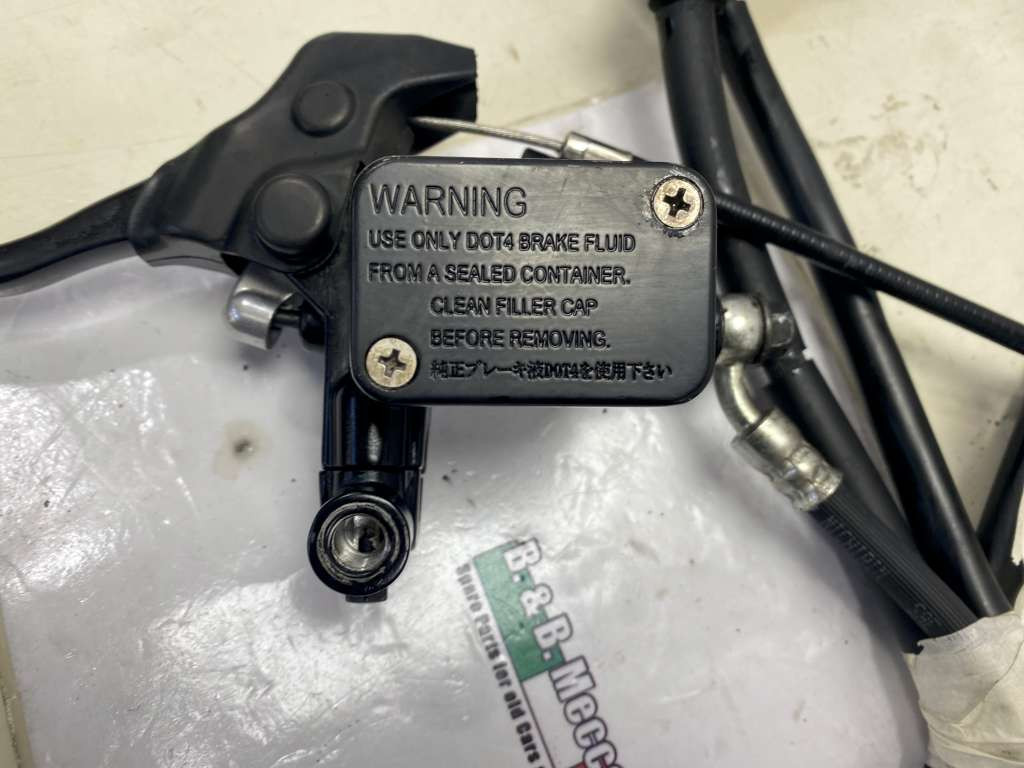 WARNING
USE ONLY DOT4 BRAKE FLUID
FROM A SEALED CONTAINER.
CLEAN FILLER CAP
BEFORE REMOVING.
純正ブレーキ液DOT4を使用下さい
B. & B. Mecc
Spare Parts for old Cars